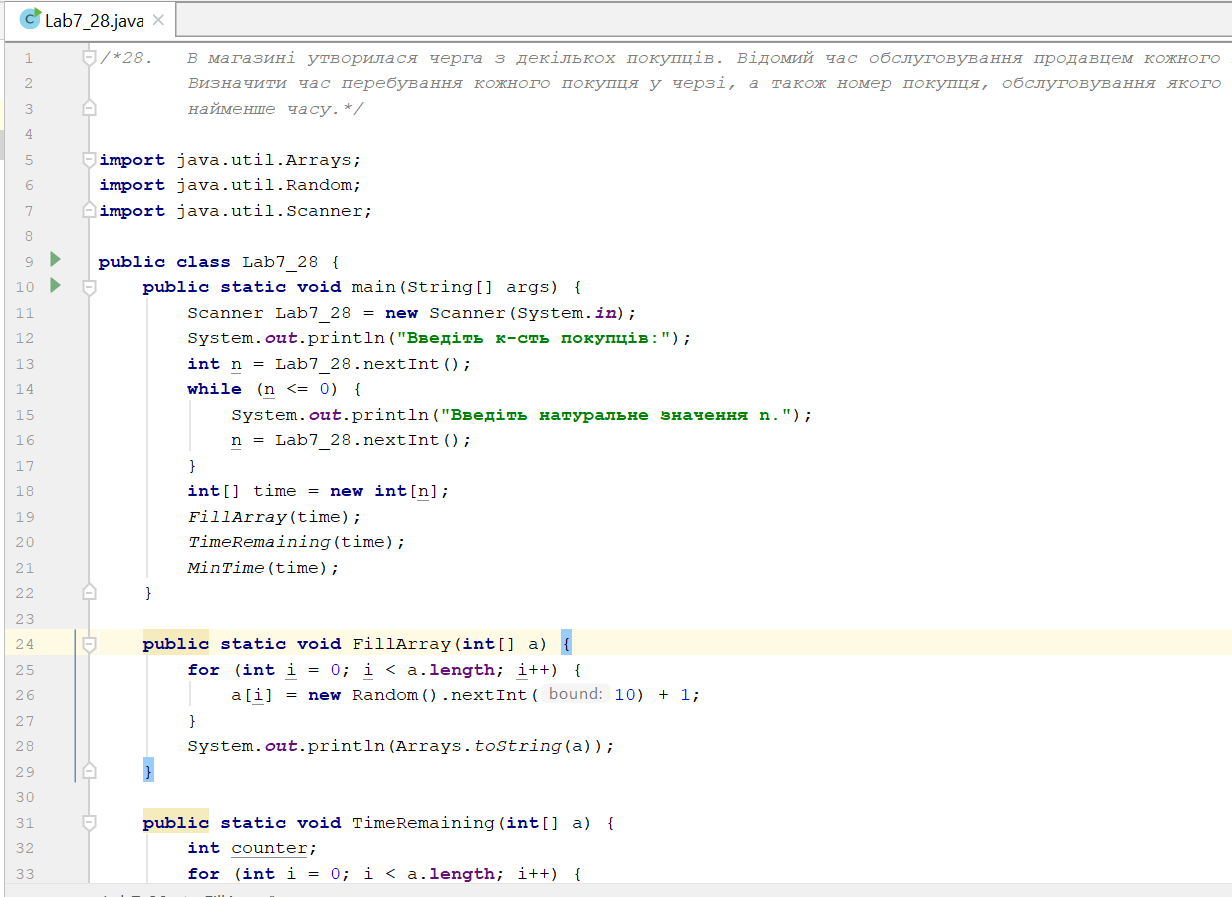 Lab7_28.java
1 /*28. В магазині утворилася черга з декількох покупців. Відомий час обслуговування продавцем кожного
2 Визначити час перебування кожного покупця у черзі, а також номер покупця, обслуговування якого
3 найменше часу.*/
4
5 import java.util.Arrays;
6 import java.util.Random;
7 import java.util.Scanner;
8
9 public class Lab7_28 {
10 public static void main(String[] args) {
11 Scanner Lab7_28 = new Scanner(System.in);
12 System.out.println("Введіть к-сть покупців:");
13 int n = Lab7_28.nextInt();
14 while (n <= 0) {
15 System.out.println("Введіть натуральне значення n.");
16 n = Lab7_28.nextInt();
17 }
18 int[] time = new int[n];
19 FillArray(time);
20 TimeRemaining(time);
21 MinTime(time);
22 }
23
24 public static void FillArray(int[] a) {
25 for (int i = 0; i < a.length; i++) {
26 a[i] = new Random().nextInt( bound: 10) + 1;
27 }
28 System.out.println(Arrays.toString(a));
29 }
30
31 public static void TimeRemaining(int[] a) {
32 int counter;
33 for (int i = 0; i < a.length; i++) {